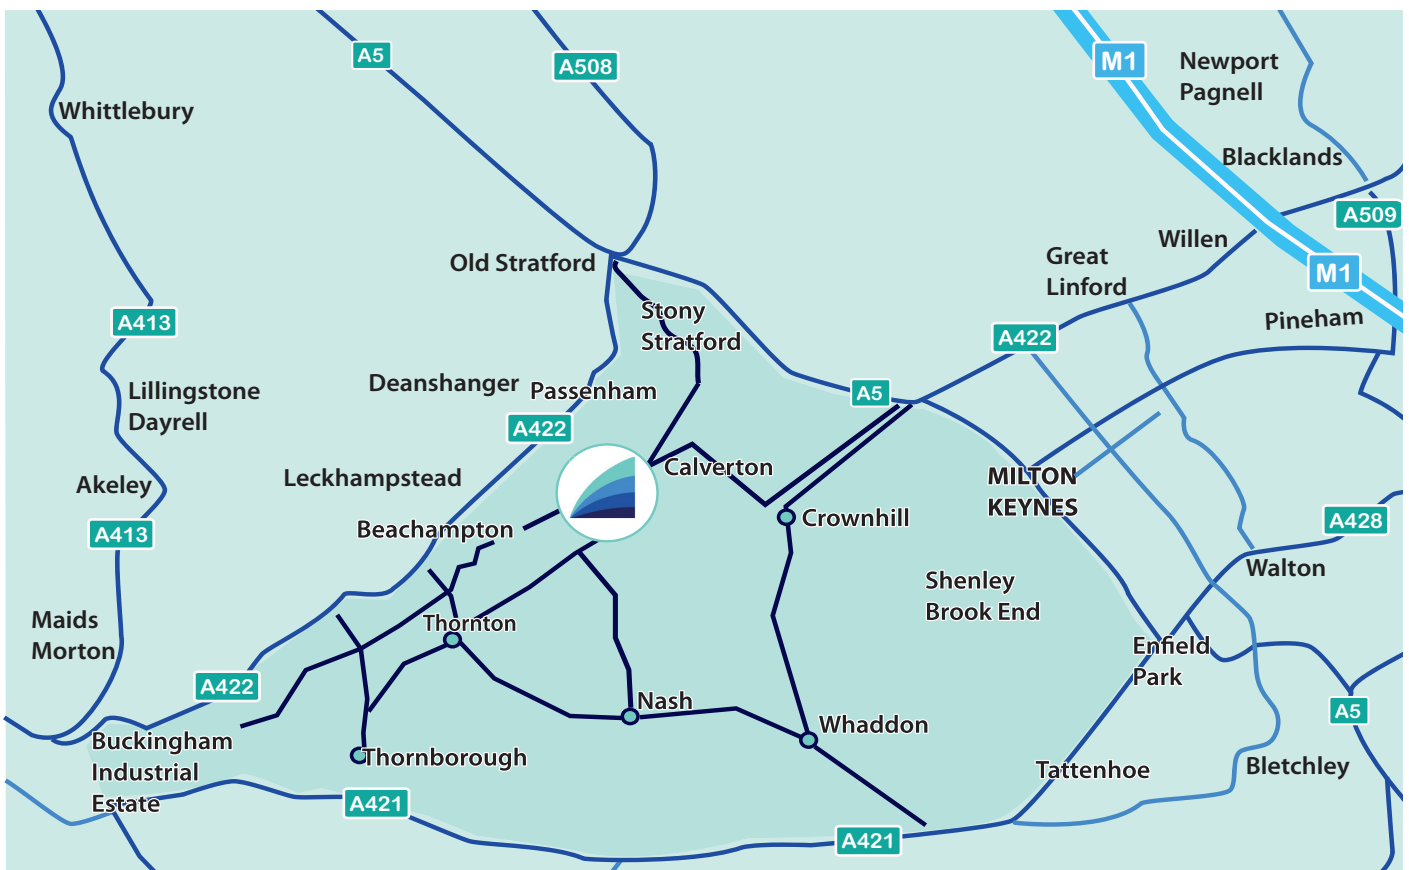 A5
A508
M1
Newport
Pagnell
Whittlebury
Blacklands
A509
Willen
Old Stratford
Great
Linford
M1
Stony
Stratford
A413
A422
Pineham
Deanshanger
Passenham
A5
Lillingstone
Dayrell
A422
Calverton
Leckhampstead
Akeley
MILTON
KEYNES
Crownhill
A428
Beachampton
A413
Walton
Shenley
Brook End
Maids
Morton
Thornton
Enfield
Park
A422
Nash
A5
Whaddon
Buckingham
Industrial
Estate
Thornborough
Tattenhoe
Bletchley
A421
A421